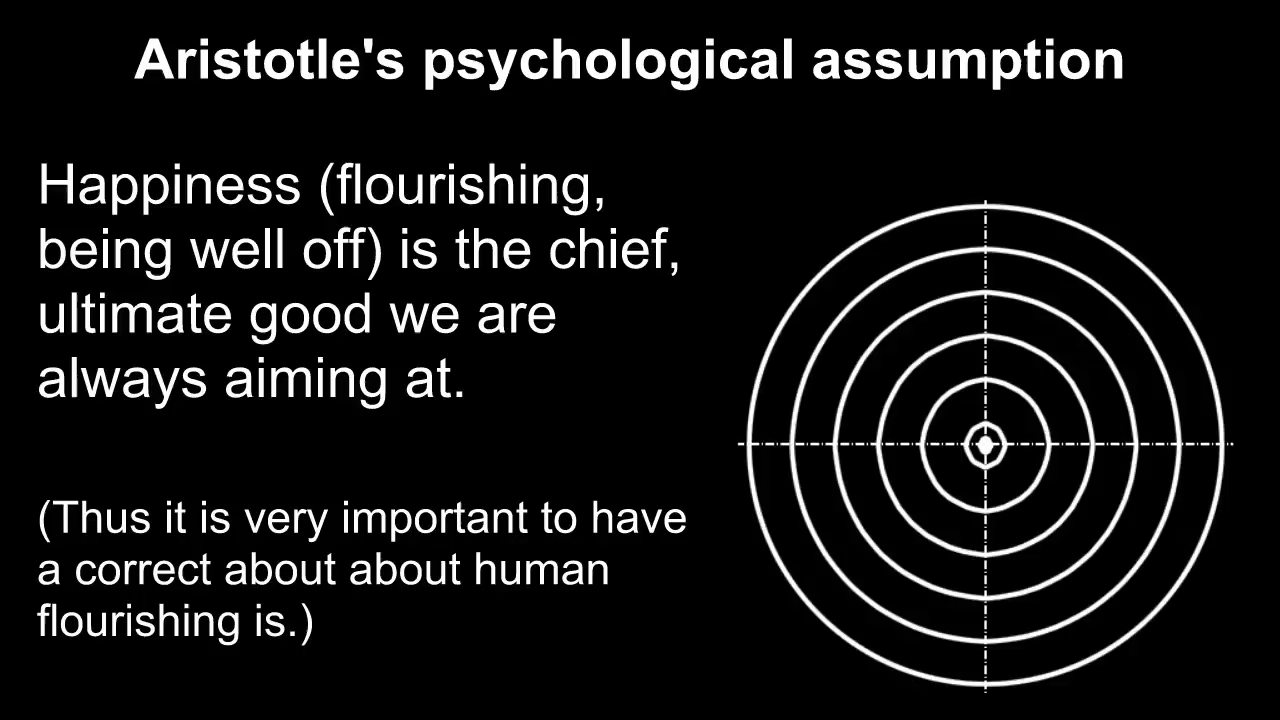 Aristotle's psychological assumption
Happiness (flourishing,
being well off) is the chief,
ultimate good we are
always aiming at.
(Thus it is very important to have
a correct about about human
flourishing is.)